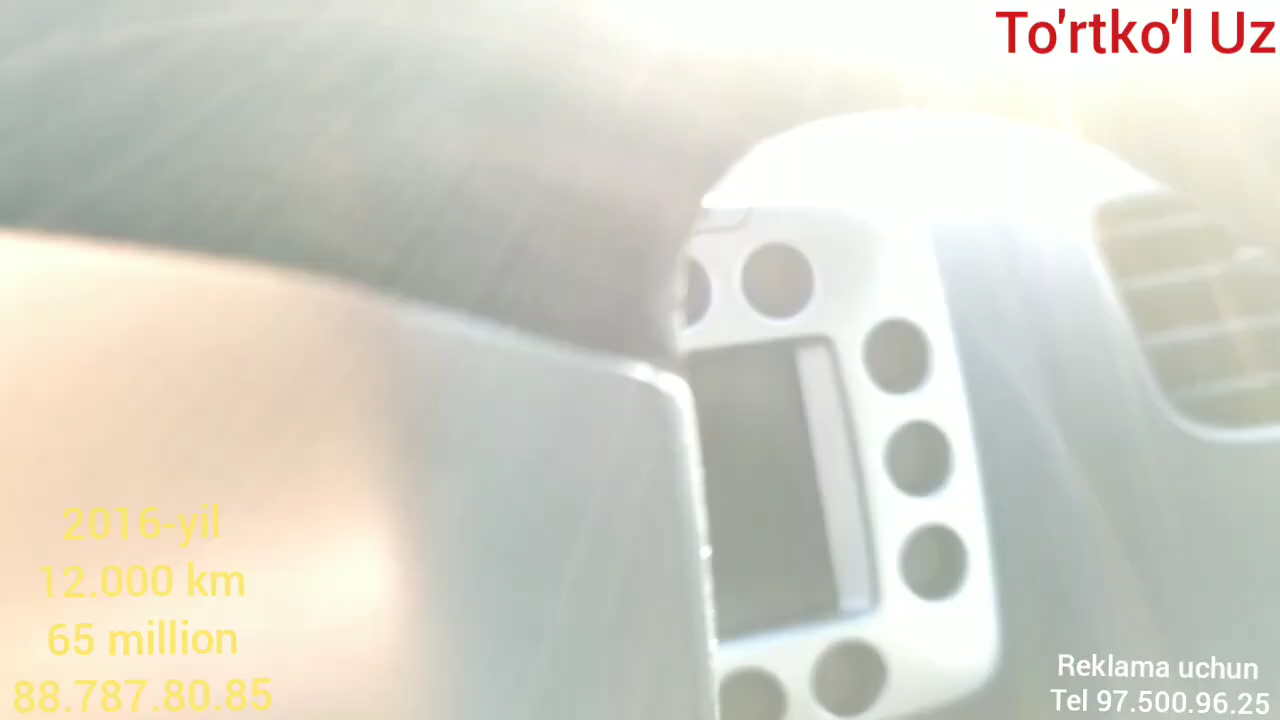 To'rtko'l Uz
2016-yil
12.000 km
65 million
88.787.80.85
Reklama uchun
Tel 97.500.96.25